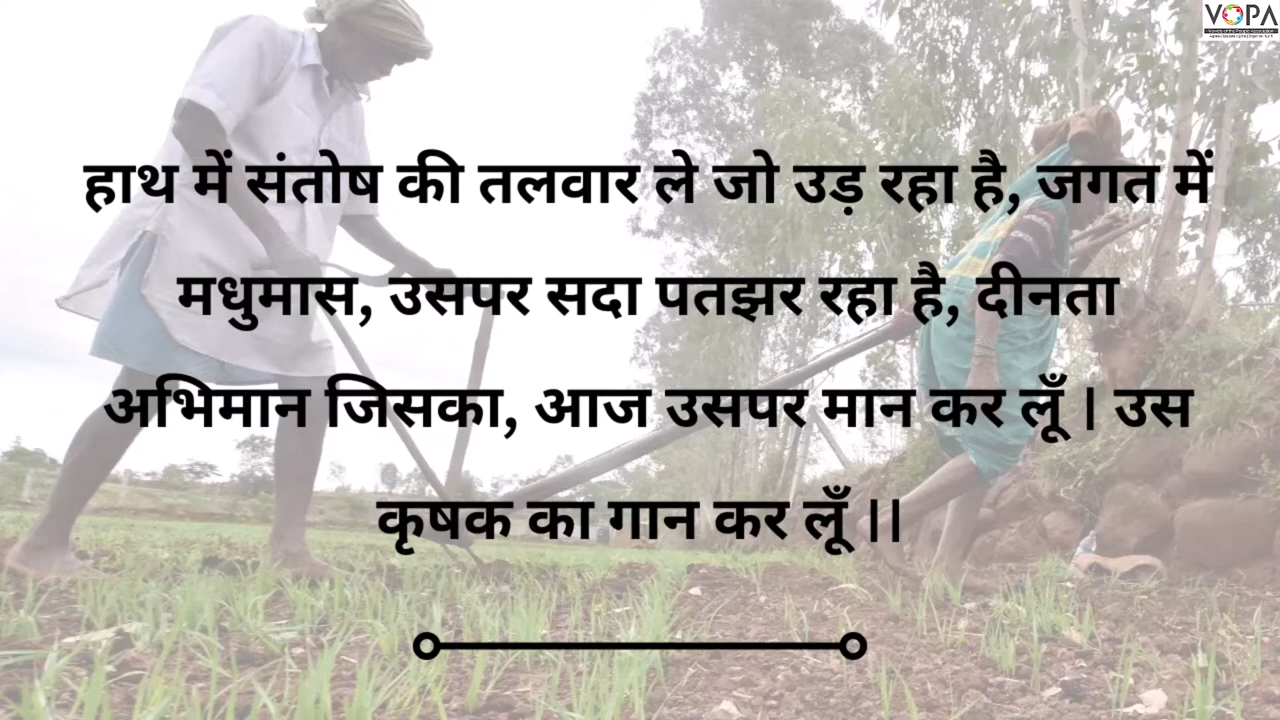 VOPA
हाथ में संतोष की तलवार ले जो उड़ रहा है, जगत में
मधुमास, उसपर सदा पतझर रहा है, दीनता
अभिमान जिसका, आज उसपर मान कर लूँ | उस
कृषक का गान कर लूँ ||